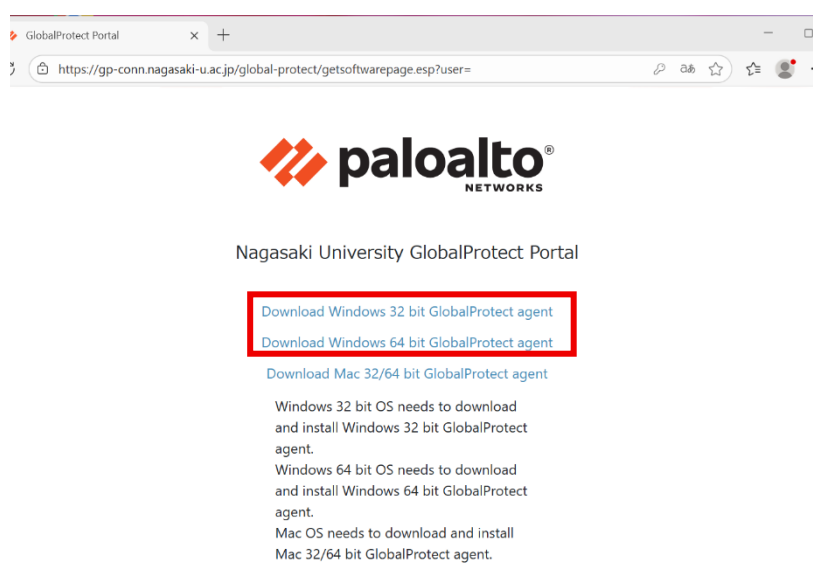 GlobalProtect Portal
https://gp-conn.nagasaki-u.ac.jp/global-protect/getsoftwarepage.esp?user=
aあ
paloalto®
NETWORKS
Nagasaki University GlobalProtect Portal
Download Windows 32 bit GlobalProtect agent
Download Windows 64 bit GlobalProtect agent
Download Mac 32/64 bit GlobalProtect agent
Windows 32 bit OS needs to download
and install Windows 32 bit GlobalProtect
agent.
Windows 64 bit OS needs to download
and install Windows 64 bit GlobalProtect
agent.
Mac OS needs to download and install
Mac 32/64 bit GlobalProtect agent.